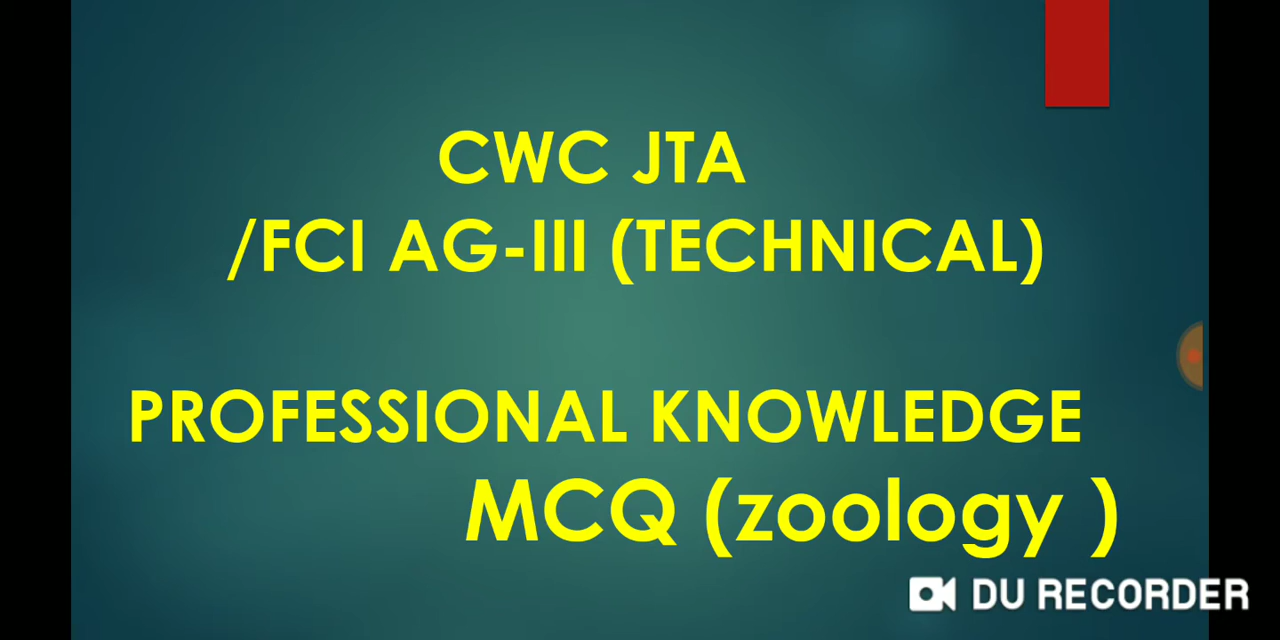 CWC JTA
/FCI AG-III (TECHNICAL)
PROFESSIONAL KNOWLEDGE
MCQ (zoology )
DU RECORDER